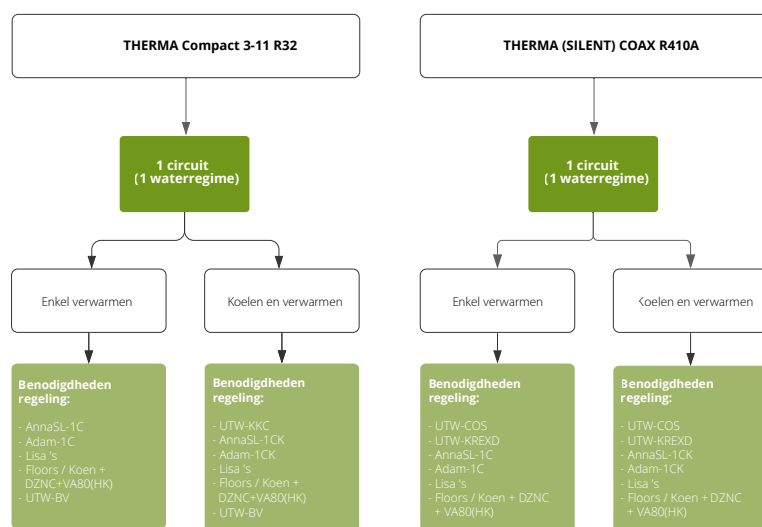 THERMA Compact 3-11 R32
1 circuit
(1 waterregime)
Enkel verwarmen
Koelen en verwarmen
Benodigdheden
regeling:
- AnnaSL-1C
- Adam-1C
- Lisa 's
- Floors / Koen +
DZNC+VA80(HK)
- UTW-BV
Benodigdheden
regeling:
- UTW-KKC
- AnnaSL-1CK
- Adam-1CK
- Lisa 's
- Floors / Koen +
DZNC+VA80(HK)
- UTW-BV
THERMA (SILENT) COAX R410A
1 circuit
(1 waterregime)
Enkel verwarmen
Koelen en verwarmen
Benodigdheden
regeling:
- UTW-COS
- UTW-KREXD
- AnnaSL-1C
- Adam-1C
- Lisa 's
- Floors / Koen + DZNC
+ VA80(HK)
Benodigdheden
regeling:
- UTW-COS
- UTW-KREXD
- AnnaSL-1CK
- Adam-1CK
- Lisa 's
- Floors / Koen + DZNC
+ VA80(HK)